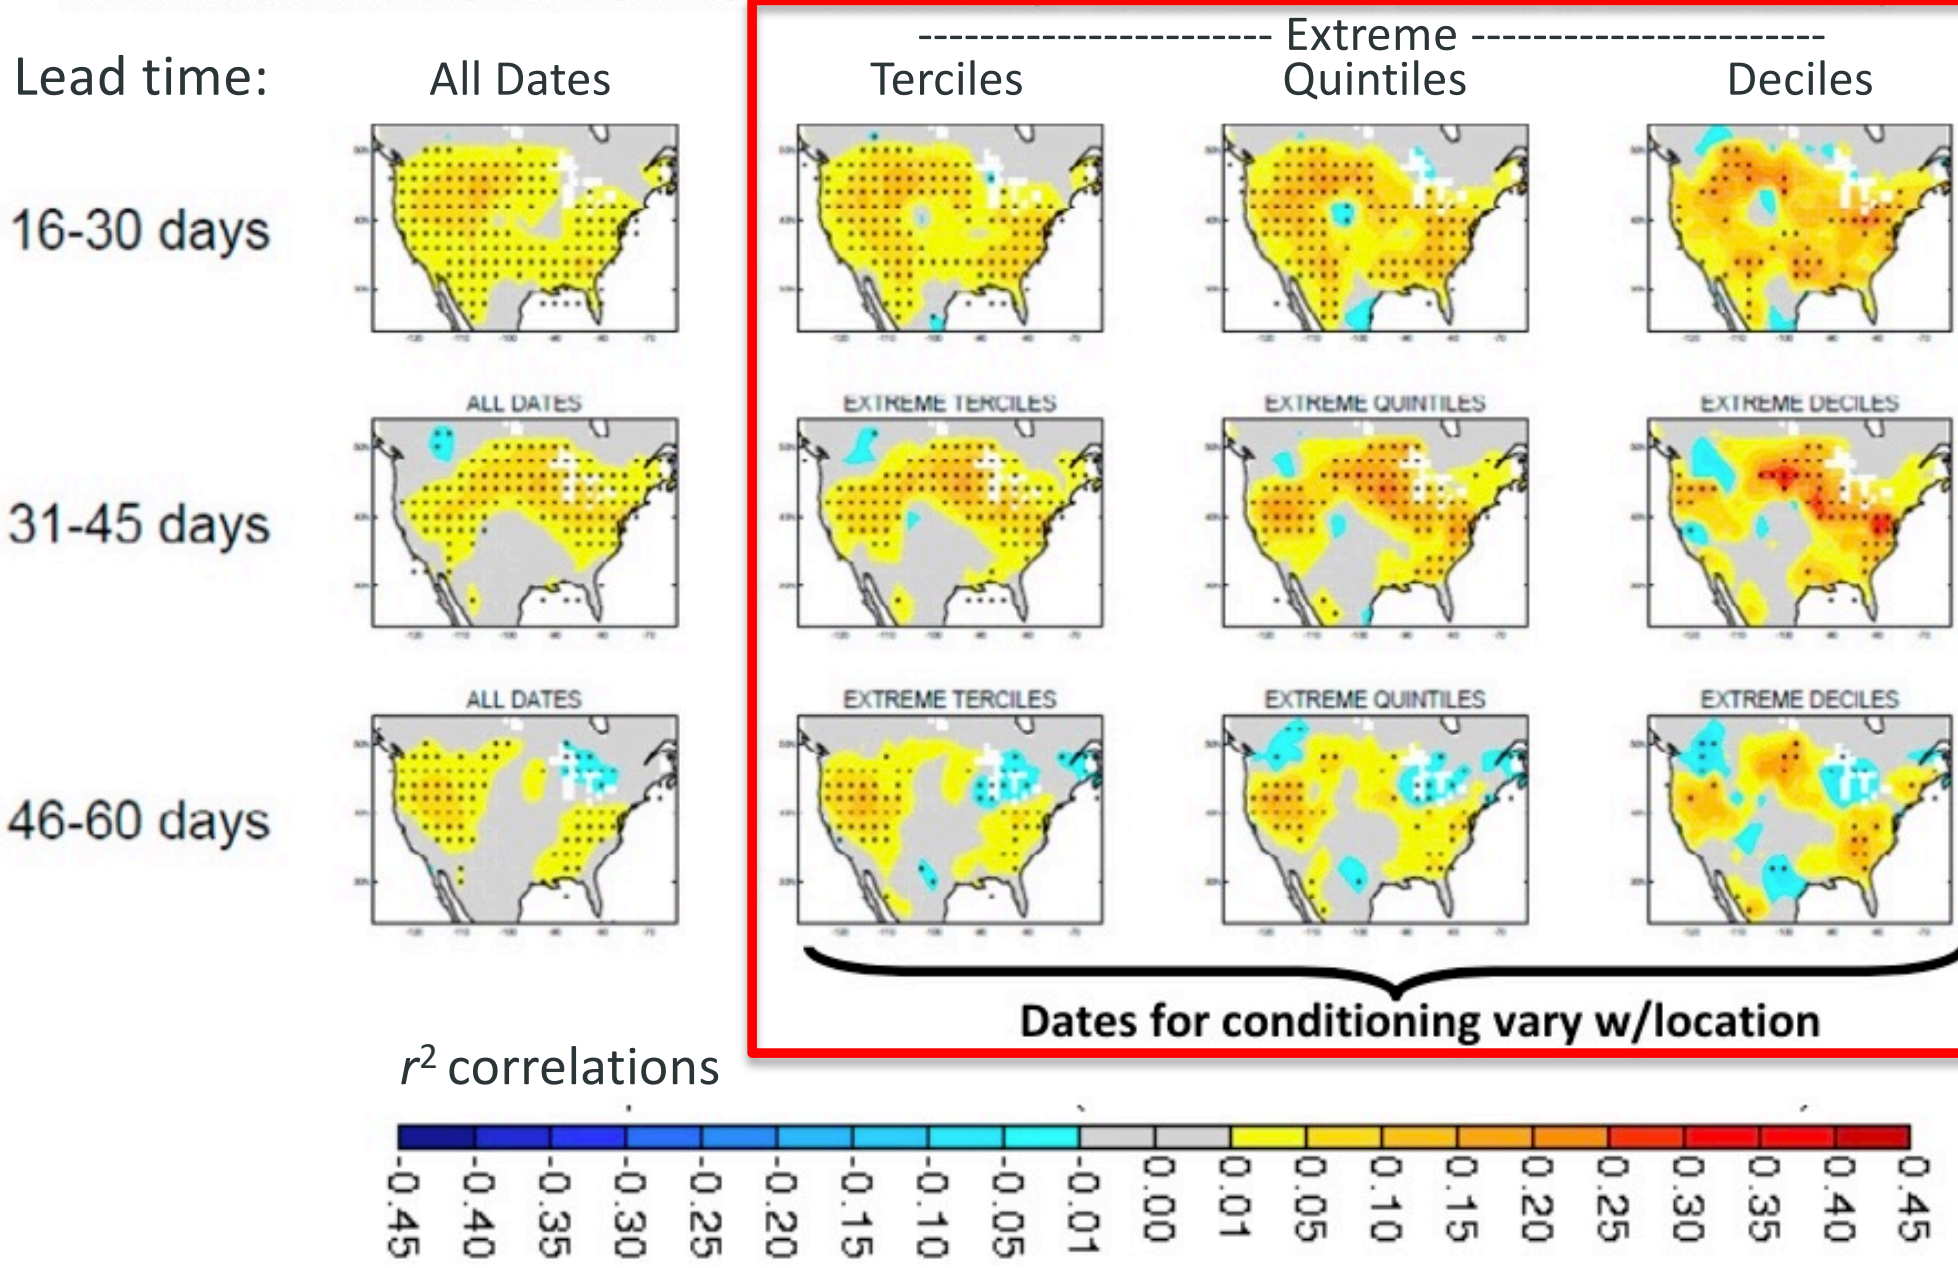 ---------------------- Extreme ----------------------
Lead time: All Dates Terciles Quintiles Deciles
16-30 days
ALL DATES EXTREME TERCILES EXTREME QUINTILES EXTREME DECILES
31-45 days
ALL DATES EXTREME TERCILES EXTREME QUINTILES EXTREME DECILES
46-60 days
Dates for conditioning vary w/location
r² correlations
-0.45 -0.40 -0.35 -0.30 -0.25 -0.20 -0.15 -0.10 -0.05 -0.01 0.00 0.01 0.05 0.10 0.15 0.20 0.25 0.30 0.35 0.40 0.45